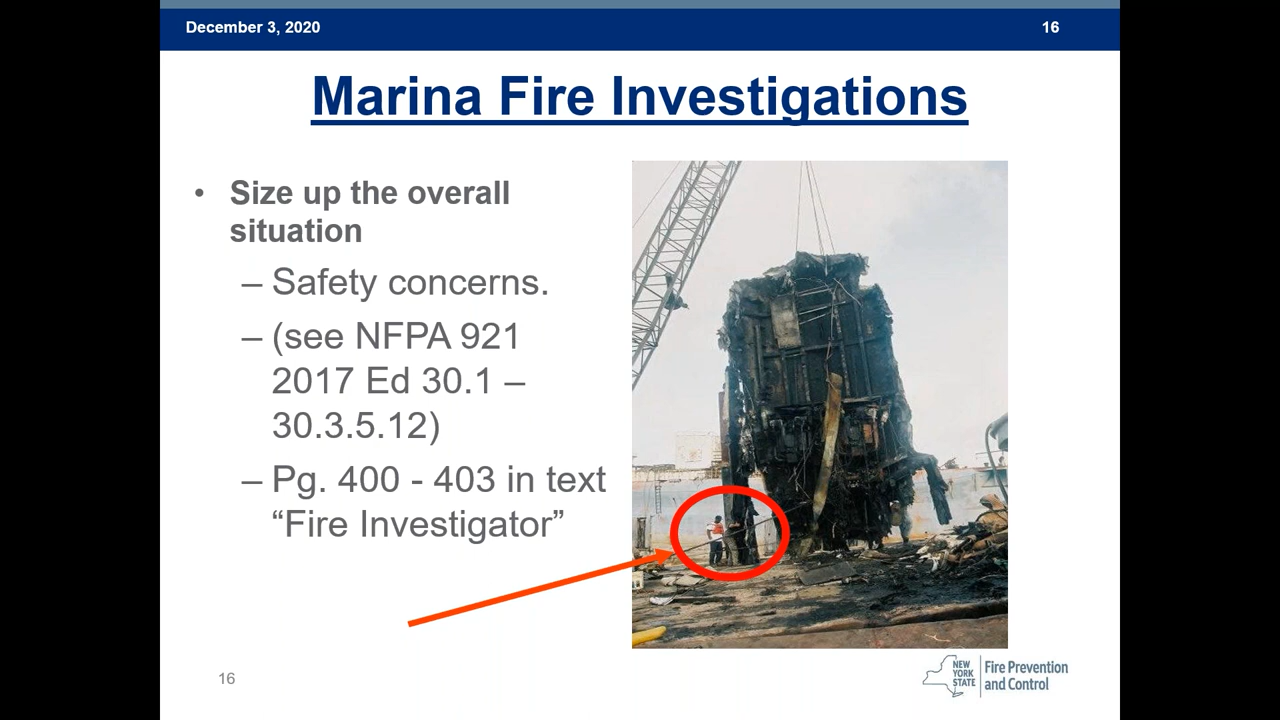 December 3, 2020
16
Marina Fire Investigations
• Size up the overall
situation
– Safety concerns.
– (see NFPA 921
2017 Ed 30.1 –
30.3.5.12)
– Pg. 400 - 403 in text
“Fire Investigator”
16
NEW
YORK
STATE
Fire Prevention
and Control